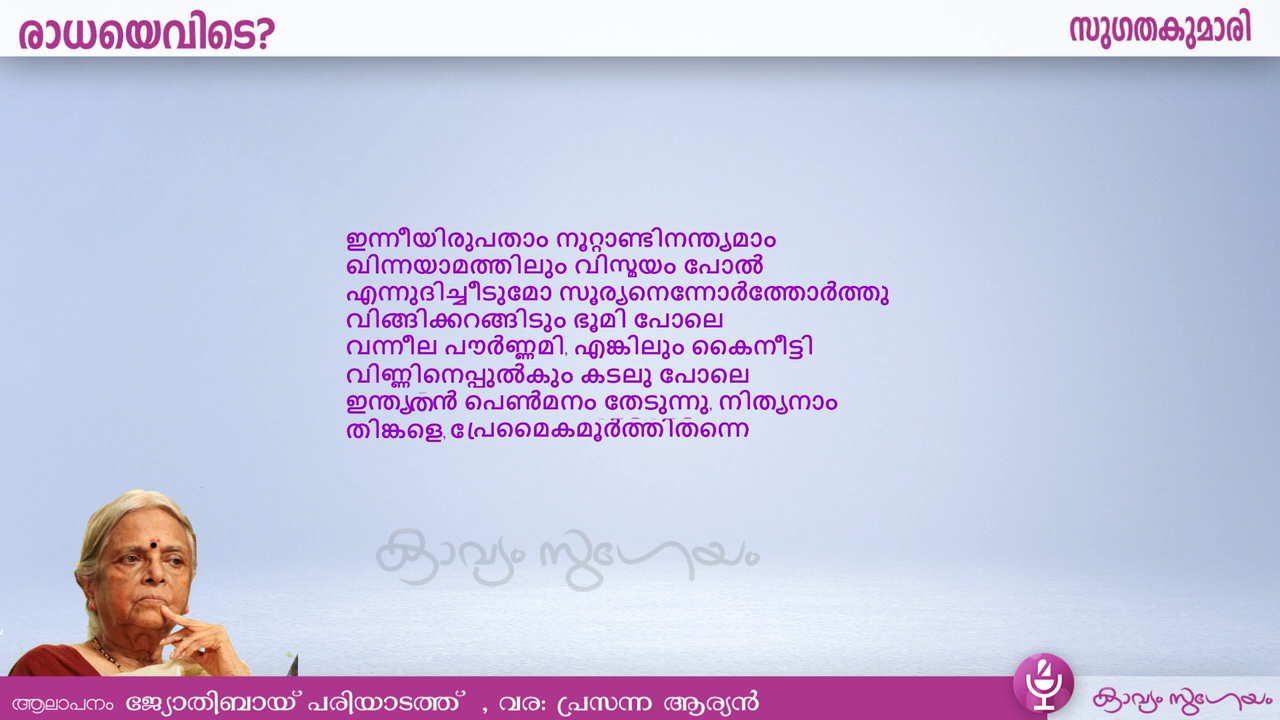 രാധയെവിടെ?
സുഗതകുമാരി
ഇന്നീയിരുപതാം നൂറ്റാണ്ടിനന്ത്യമാം
ഖിന്നയാമത്തിലും വിസ്മയം പോൽ
എന്നുദിച്ചീടുമോ സൂര്യനെന്നോർത്തോർത്തു
വിങ്ങിക്കറങ്ങിടും ഭൂമി പോലെ
വന്നീല പൗർണ്ണമി, എങ്കിലും കൈനീട്ടി
വിണ്ണിനെപ്പുൽകും കടലു പോലെ
ഇന്ത്യതൻ പെൺമനം തേടുന്നു, നിത്യനാം
തിങ്കളെ, പ്രേമൈകമൂർത്തിതന്നെ
കാവ്യം സുഗേയം
ആലാപനം ജ്യോതിബായ് പരിയാടത്ത് , വര: പ്രസന്ന ആര്യൻ
കാവ്യം സുഗേയം